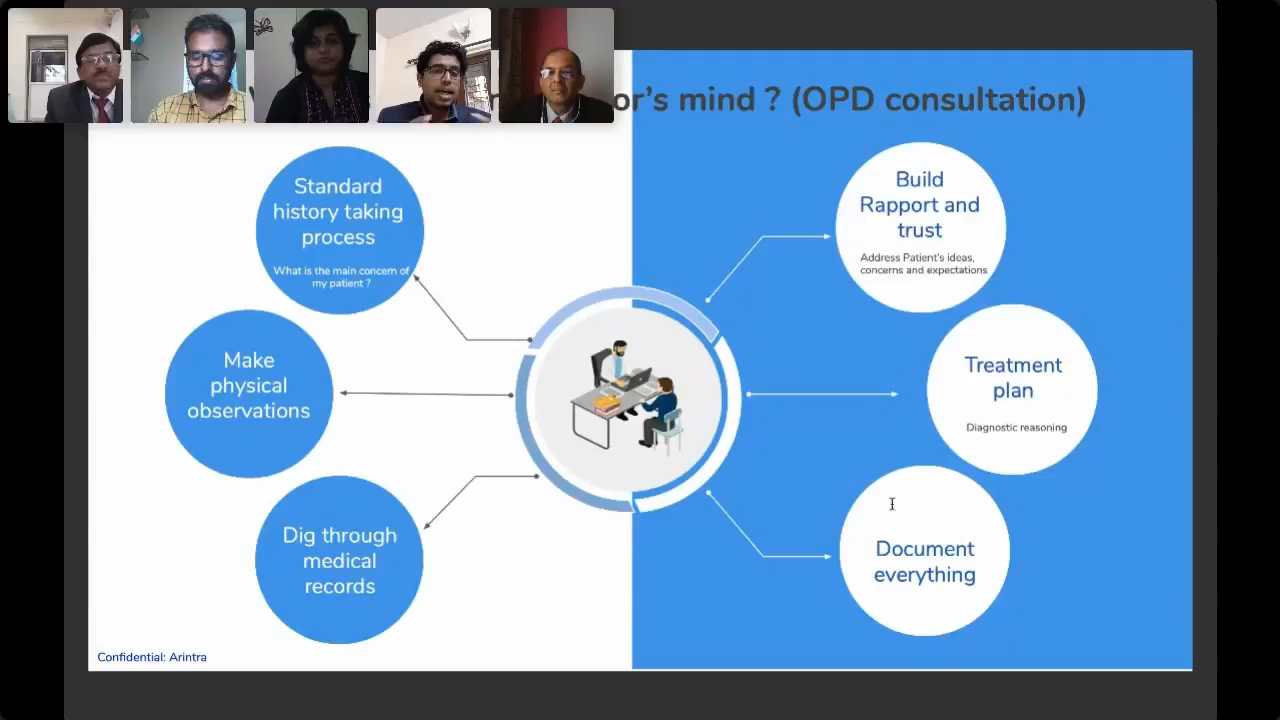 or's mind ? (OPD consultation)
Standard
history taking
process
What is the main concern of
my patient ?
Make
physical
observations
Dig through
medical
records
Build
Rapport and
trust
Address Patient's ideas,
concerns and expectations
Treatment
plan
Diagnostic reasoning
Document
everything
Confidential: Arintra